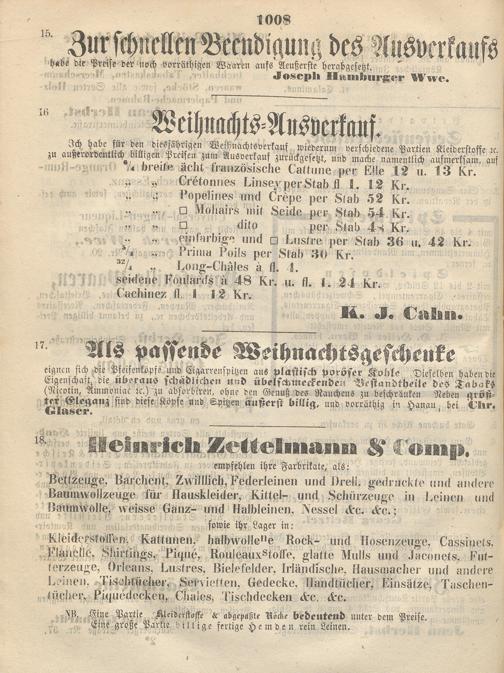 1008
15. Zur schnellen Beendigung des Ausverkaufs
habe die Preise der noch vorräthigen Waaren aufs Aeußerste herabgesetzt.
Joseph Hamburger Wwe.
16 Weihnachts-Ausverkauf.
Ich habe für den diesjährigen Weihnachtsverkauf wiederum verschiedene Partien Kleiderstoffe ꝛc.
zu außerordentlich billigen Preisen zum Ausverkauf zurückgesetzt, und mache namentlich aufmerksam auf
breite ächt französische Cattune per Elle 12 u. 13 Kr.
„ Crétonnes Linsey per Stab fl. 1. 12 Kr.
„ Popelines und Crèpe per Stab 52 Kr.
„ □ Mohairs mit Seide per Stab 54 Kr.
□ dito per Stab 48 Kr.
„ einfarbige und □ Lustre per Stab 36 u. 42 Kr.
„ Prima Poils per Stab 30 Kr.
„ Long-Châles à fl. 4.
seidene Foulards à 48 Kr. u. fl. 1. 24 Kr.
Cachinez fl. 1 12 Kr.
K. J. Cahn.
17. Als passende Weihnachtsgeschenke
eignen sich die Pfeifenköpfe und Cigarrenspitzen aus plastisch poröser Kohle. Dieselben haben die
Eigenschaft, die überaus schädlichen und übelschmeckenden Bestandtheile des Tabaks
(Nicotin, Ammoniac ꝛc.) zu absorbiren, ohne den Genuß des Rauchens zu beschränken. Neben größ-
ter Eleganz sind diese Köpfe und Spitzen äußerst billig, und vorräthig in Hanau, bei Chr.
Glaser.
18. Heinrich Zettelmann & Comp.
empfehlen ihre Farbrikate, als:
Bettzeuge, Barchent, Zwilllich, Federleinen und Drell, gedruckte und andere
Baumwollzeuge für Hauskleider, Kittel- und Schürzeuge in Leinen und
Baumwolle, weisse Ganz- und Halbleinen, Nessel &c. &c.;
sowie ihr Lager in:
Kleiderstoffen, Kattunen, halbwollene Rock- und Hosenzeuge, Cassinets,
Flanelle, Shirtings, Piqué, Rouleauxstoffe, glatte Mulls und Jaconets, Fut-
terzeuge, Orleans, Lustres, Bielefelder, Irländische, Hausmacher und andere
Leinen, Tischtücher, Servietten, Gedecke, Handtücher, Einsätze, Taschen-
tücher, Piquédecken, Chales, Tischdecken &c. &c.
NB. Eine Partie Kleiderstoffe & abgepaßte Röcke bedeutend unter dem Preise.
Eine große Partie billige fertige Hemden rein Leinen.